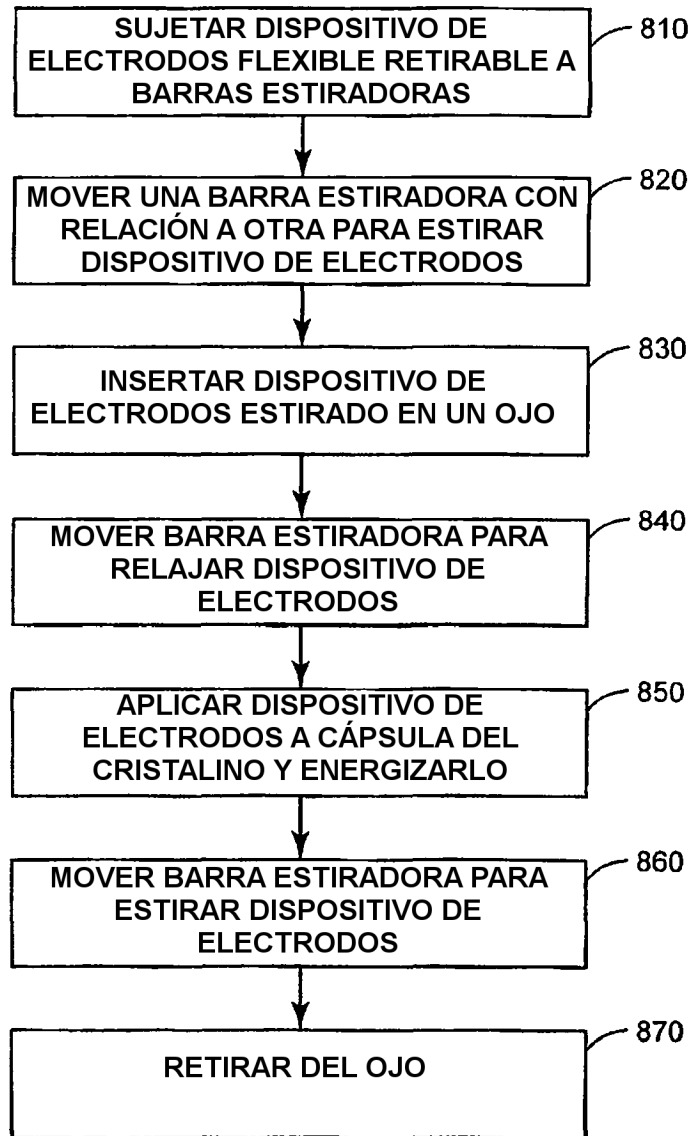 SUJETAR DISPOSITIVO DE
ELECTRODOS FLEXIBLE RETIRABLE A
BARRAS ESTIRADORAS
810
MOVER UNA BARRA ESTIRADORA CON
RELACIÓN A OTRA PARA ESTIRAR
DISPOSITIVO DE ELECTRODOS
820
INSERTAR DISPOSITIVO DE
ELECTRODOS ESTIRADO EN UN OJO
830
MOVER BARRA ESTIRADORA PARA
RELAJAR DISPOSITIVO DE
ELECTRODOS
840
APLICAR DISPOSITIVO DE
ELECTRODOS A CÁPSULA DEL
CRISTALINO Y ENERGIZARLO
850
MOVER BARRA ESTIRADORA PARA
ESTIRAR DISPOSITIVO DE
ELECTRODOS
860
RETIRAR DEL OJO
870